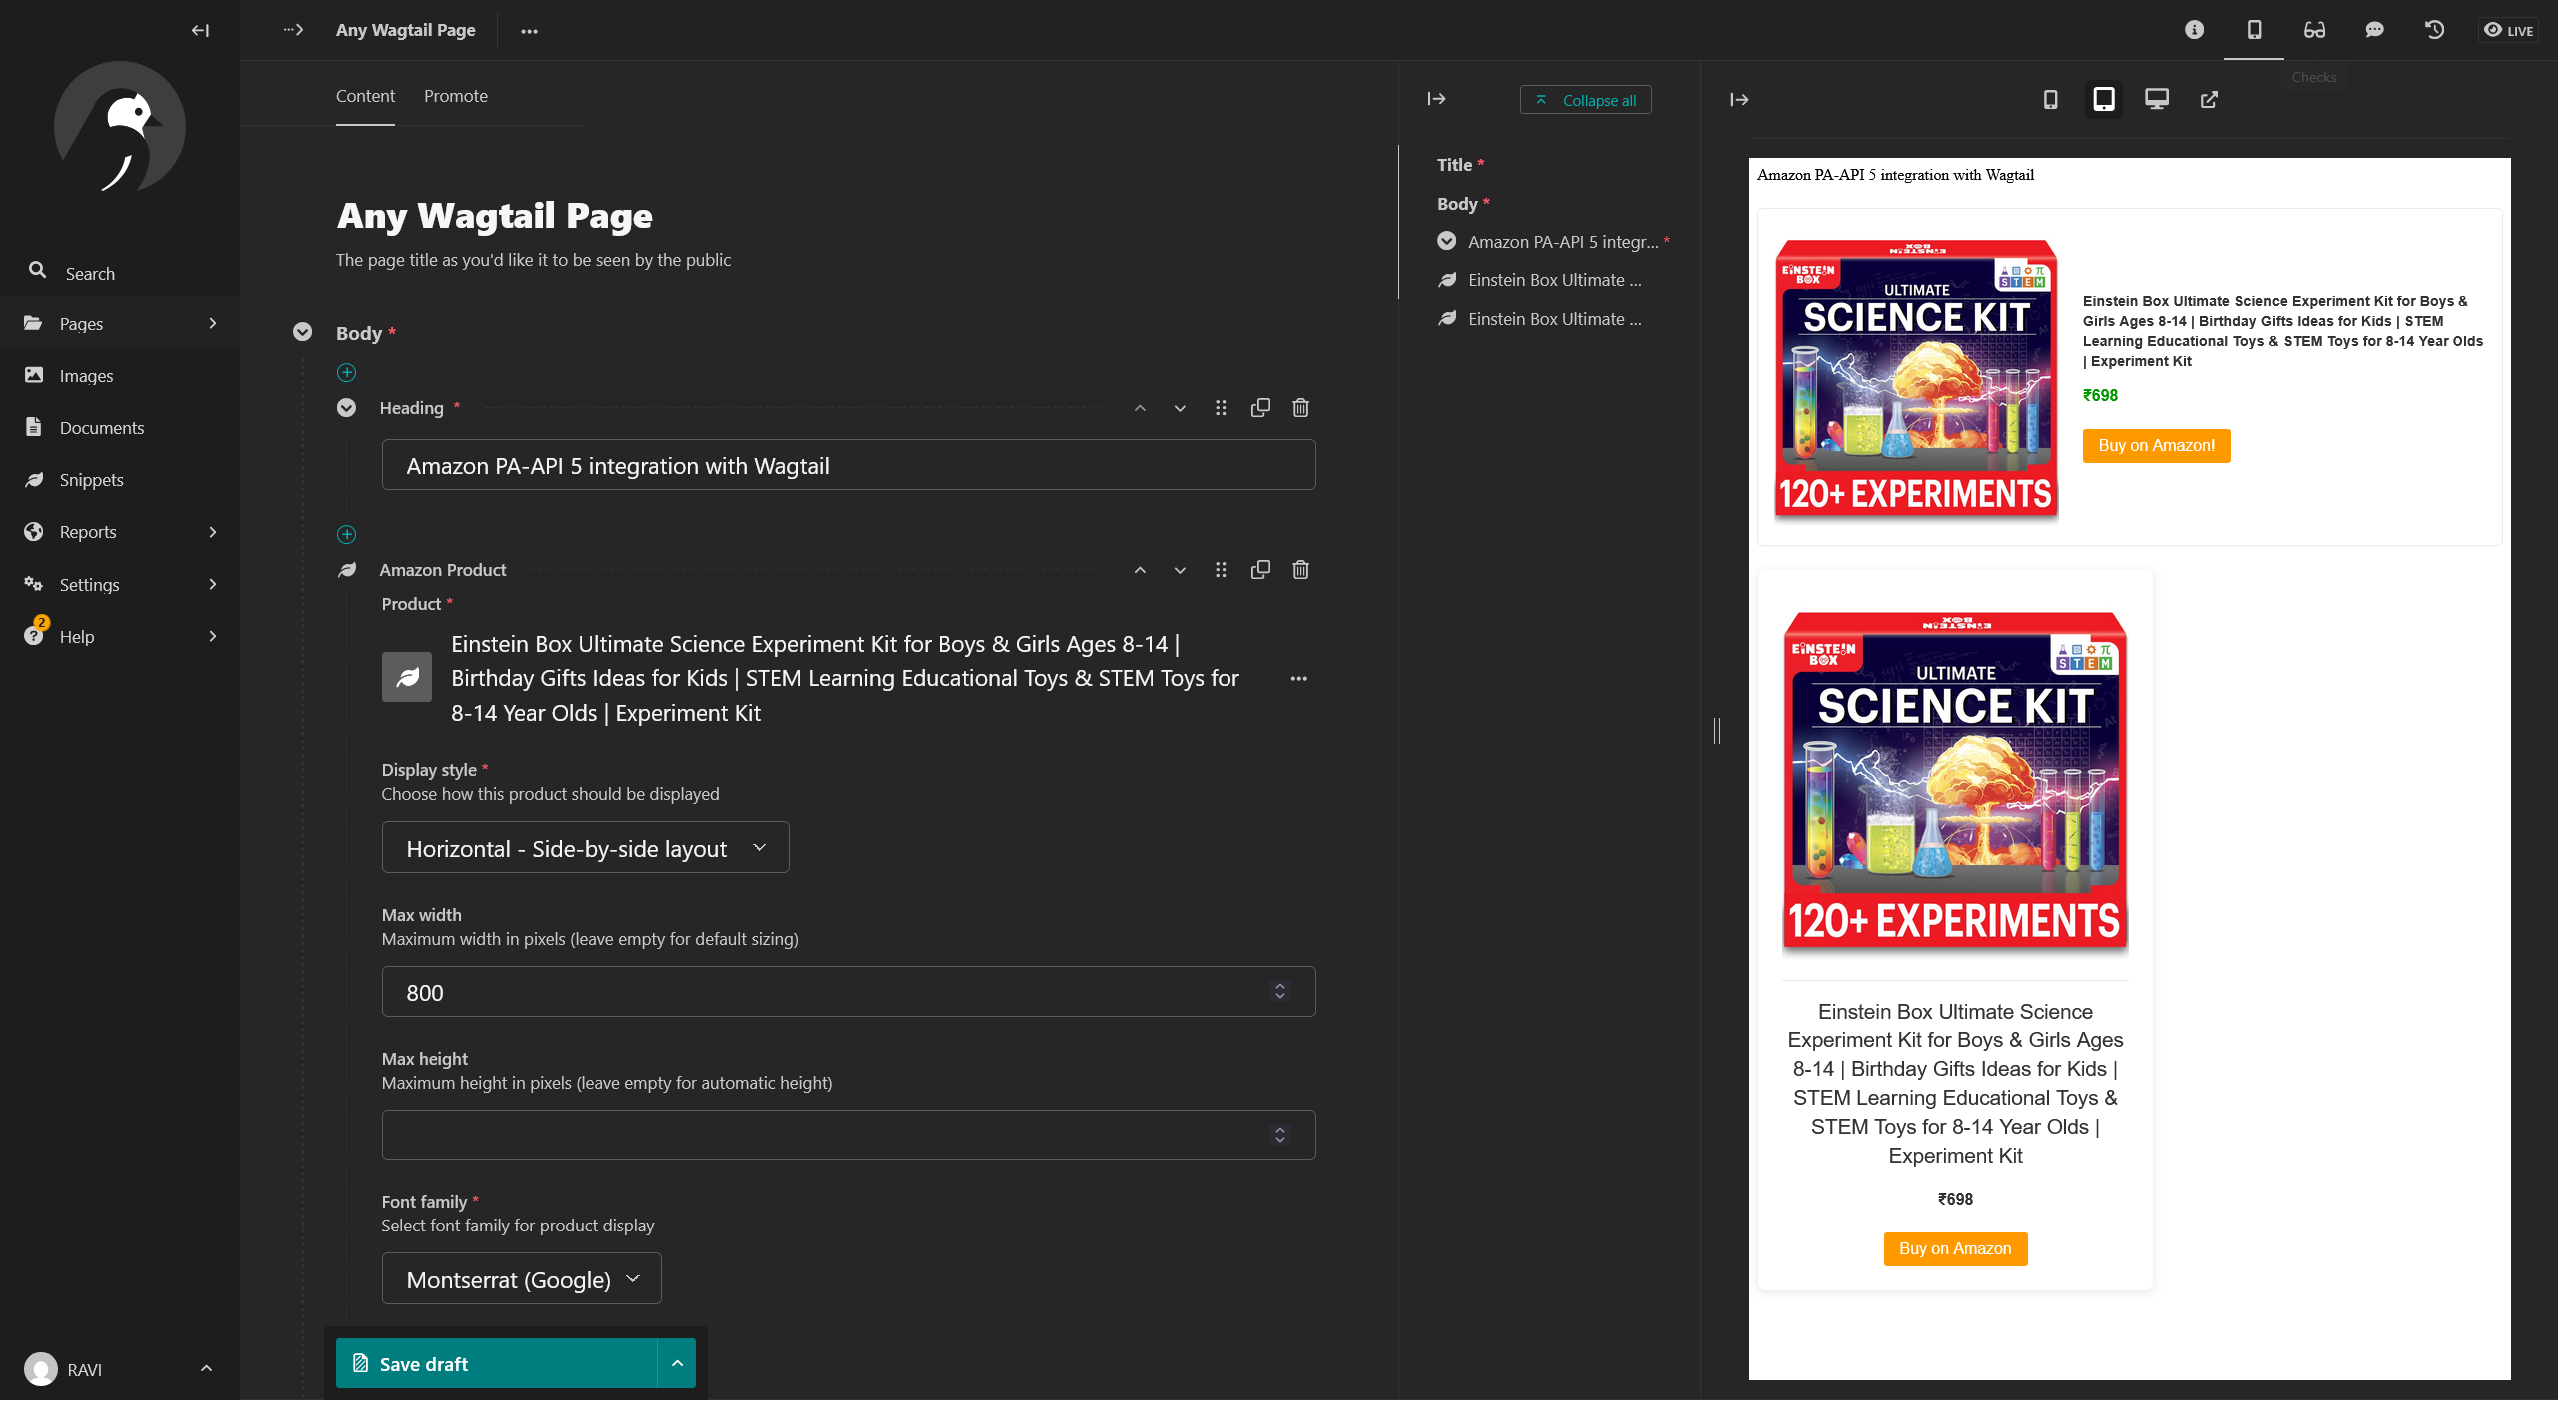 Any Wagtail Page
LIVE
Checks
Content
Promote
Collapse all
Search
Pages
Images
Documents
Snippets
Reports
Settings
2
Help
RAVI
Any Wagtail Page
The page title as you'd like it to be seen by the public
Body *
Heading *
Amazon PA-API 5 integration with Wagtail
Amazon Product
Product *
Einstein Box Ultimate Science Experiment Kit for Boys & Girls Ages 8-14 |
Birthday Gifts Ideas for Kids | STEM Learning Educational Toys & STEM Toys for
8-14 Year Olds | Experiment Kit
Display style *
Choose how this product should be displayed
Horizontal - Side-by-side layout
Max width
Maximum width in pixels (leave empty for default sizing)
800
Max height
Maximum height in pixels (leave empty for automatic height)
Font family *
Select font family for product display
Montserrat (Google)
Save draft
Title *
Body *
Amazon PA-API 5 integr... *
Einstein Box Ultimate ...
Einstein Box Ultimate ...
Amazon PA-API 5 integration with Wagtail
EINSTEIN
BOX
EINSTEIN
BOX
STEM
ULTIMATE
SCIENCE KIT
120+ EXPERIMENTS
Einstein Box Ultimate Science Experiment Kit for Boys &
Girls Ages 8-14 | Birthday Gifts Ideas for Kids | STEM
Learning Educational Toys & STEM Toys for 8-14 Year Olds
| Experiment Kit
₹698
Buy on Amazon!
EINSTEIN
BOX
EINSTEIN
BOX
STEM
ULTIMATE
SCIENCE KIT
120+ EXPERIMENTS
Einstein Box Ultimate Science
Experiment Kit for Boys & Girls Ages
8-14 | Birthday Gifts Ideas for Kids |
STEM Learning Educational Toys &
STEM Toys for 8-14 Year Olds |
Experiment Kit
₹698
Buy on Amazon